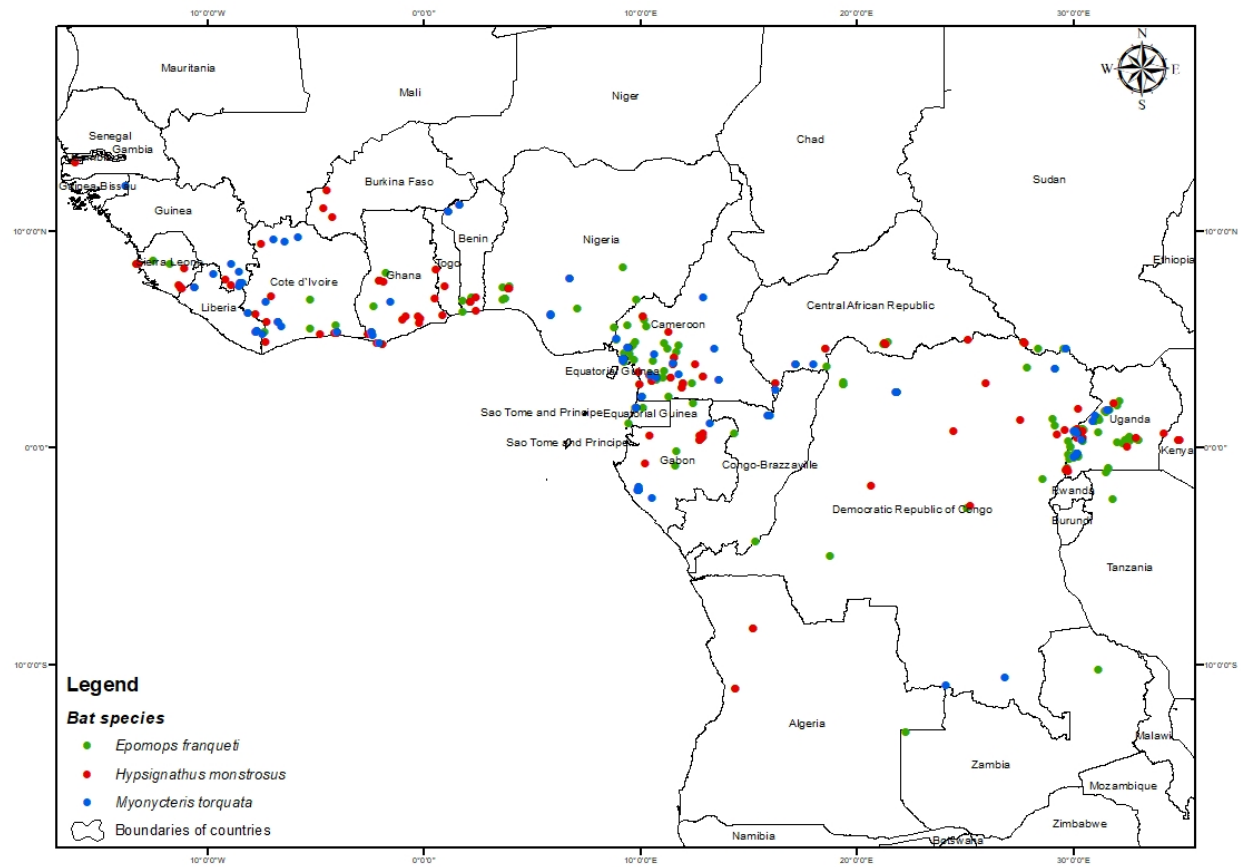 10°0'0"W 0°0'0" 10°0'0"E 20°0'0"E 30°0'0"E
N
W E
S
Mauritania
Mali
Niger
Chad
Senegal
Gambia
Sudan
Burkina Faso
Guinea Bissau
Guinea
10°0'0"N 10°0'0"N
Benin
Nigeria
Ethiopia
Sierra Leone
Togo
Ghana
Cote d'Ivoire
Liberia
Central African Republic
Cameroon
Equatorial Guinea
Sao Tome and Principe Equatorial Guinea
Uganda
Sao Tome and Principe
0°0'0" 0°0'0"
Kenya
Gabon
Congo-Brazzaville
Rwanda
Democratic Republic of Congo
Burundi
Tanzania
10°0'0"S 10°0'0"S
Legend
Bat species
Epomops franqueti
Hypsignathus monstrosus
Myonycteris torquata
Boundaries of countries
Algeria
Malawi
Zambia
Mozambique
Zimbabwe
Namibia
Botswana
10°0'0"W 0°0'0" 10°0'0"E 20°0'0"E 30°0'0"E